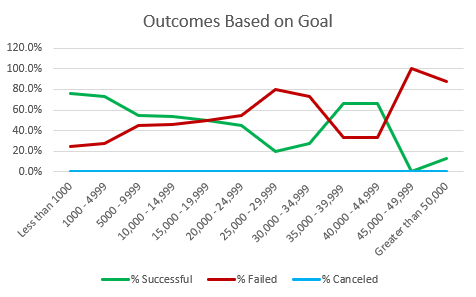 Outcomes Based on Goal
120.0%
100.0%
80.0%
60.0%
40.0%
20.0%
0.0%
Less than 1000
1000 - 4999
5000 - 9999
10,000 - 14,999
15,000 - 19,999
20,000 - 24,999
25,000 - 29,999
30,000 - 34,999
35,000 - 39,999
40,000 - 44,999
45,000 - 49,999
Greater than 50,000
% Successful % Failed % Canceled